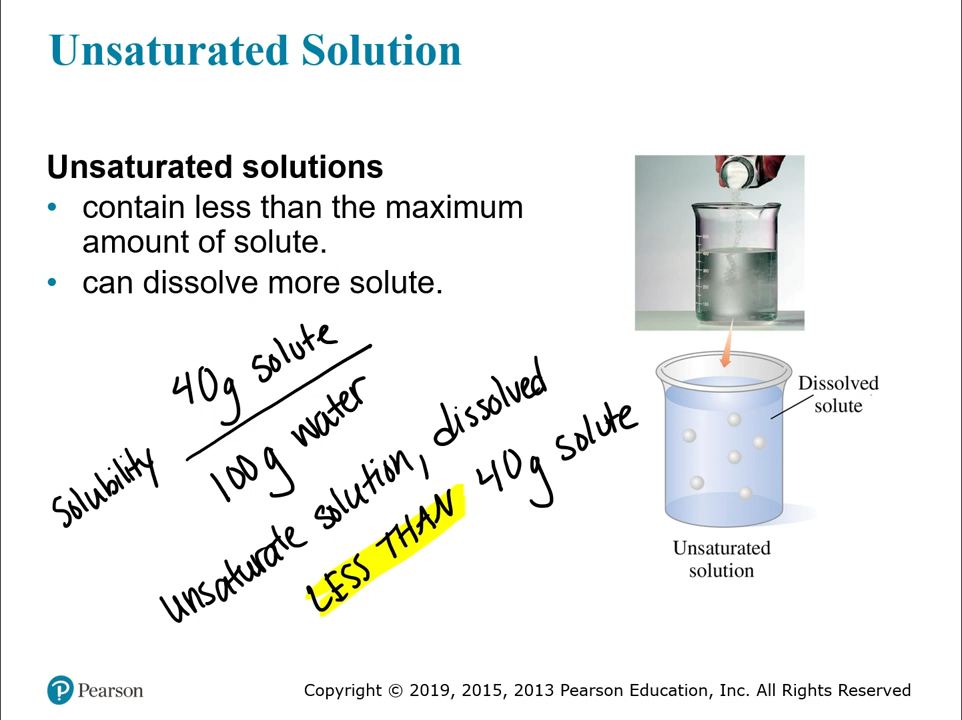 Unsaturated Solution
Unsaturated solutions
• contain less than the maximum
amount of solute.
• can dissolve more solute.
Solubility
40g solute
100g water
unsaturate solution, dissolved
LESS THAN 40g solute
Dissolved
solute
Unsaturated
solution
Pearson
Copyright © 2019, 2015, 2013 Pearson Education, Inc. All Rights Reserved